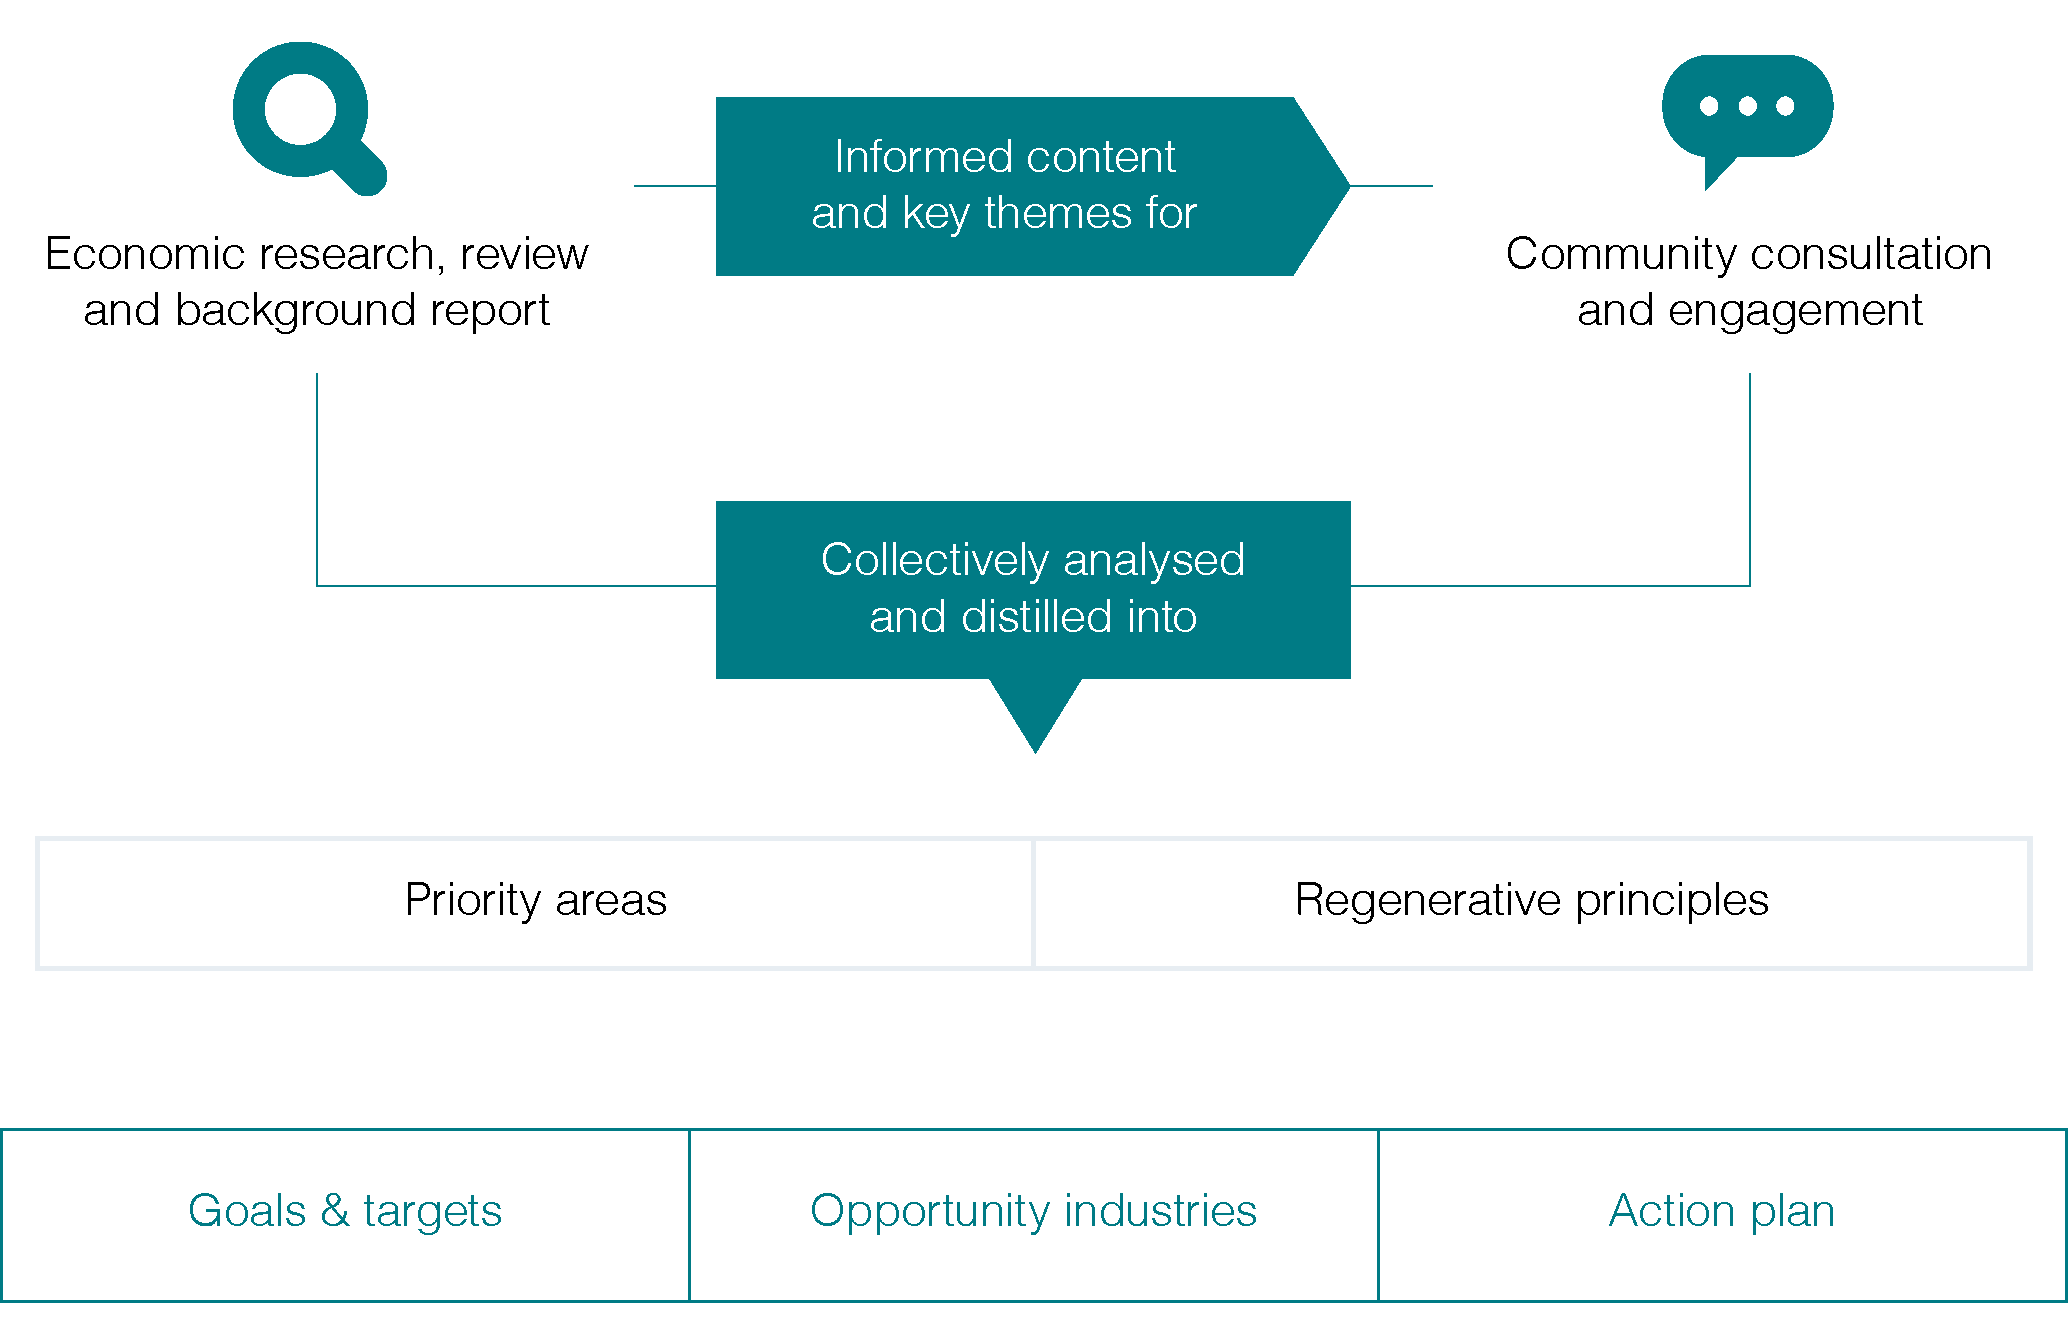 Economic research, review
and background report
Informed content
and key themes for
Community consultation
and engagement
Collectively analysed
and distilled into
Priority areas
Regenerative principles
Goals & targets
Opportunity industries
Action plan